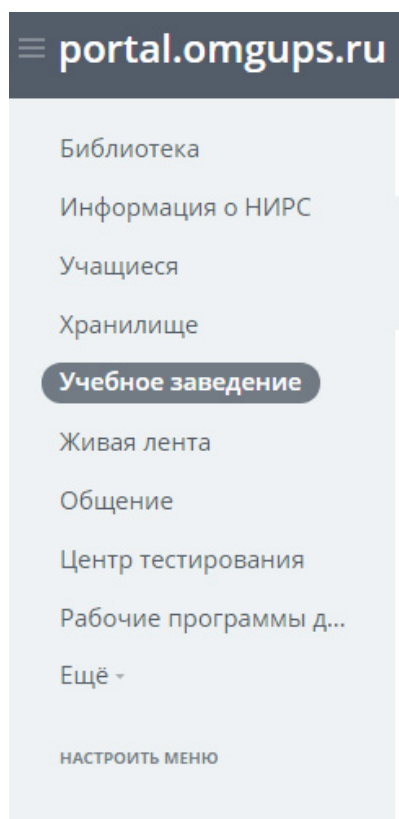 portal.omgups.ru
Библиотека
Информация о НИРС
Учащиеся
Хранилище
Учебное заведение
Живая лента
Общение
Центр тестирования
Рабочие программы д...
Ещё
НАСТРОИТЬ МЕНЮ